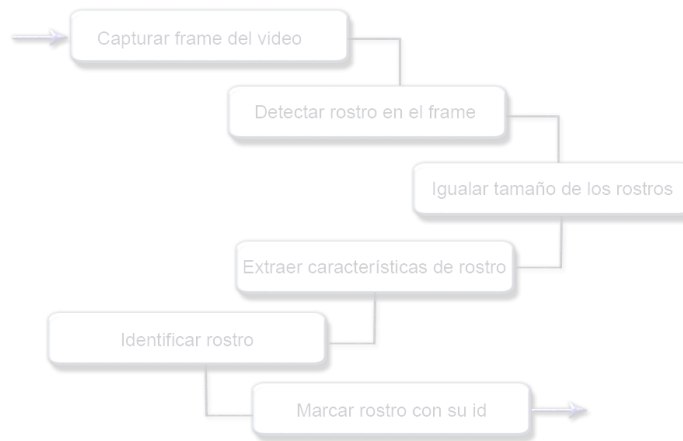 Capturar frame del video
Detectar rostro en el frame
Igualar tamaño de los rostros
Extraer características de rostro
Identificar rostro
Marcar rostro con su id